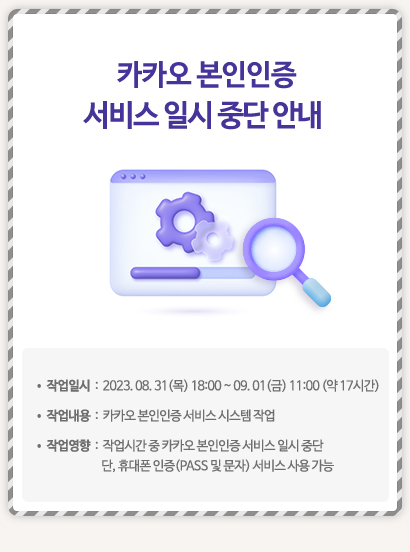 카카오 본인인증
서비스 일시 중단 안내
• 작업일시 : 2023. 08. 31(목) 18:00 ~ 09. 01(금) 11:00 (약 17시간)
• 작업내용 : 카카오 본인인증 서비스 시스템 작업
• 작업영향 : 작업시간 중 카카오 본인인증 서비스 일시 중단
단, 휴대폰 인증(PASS 및 문자) 서비스 사용 가능